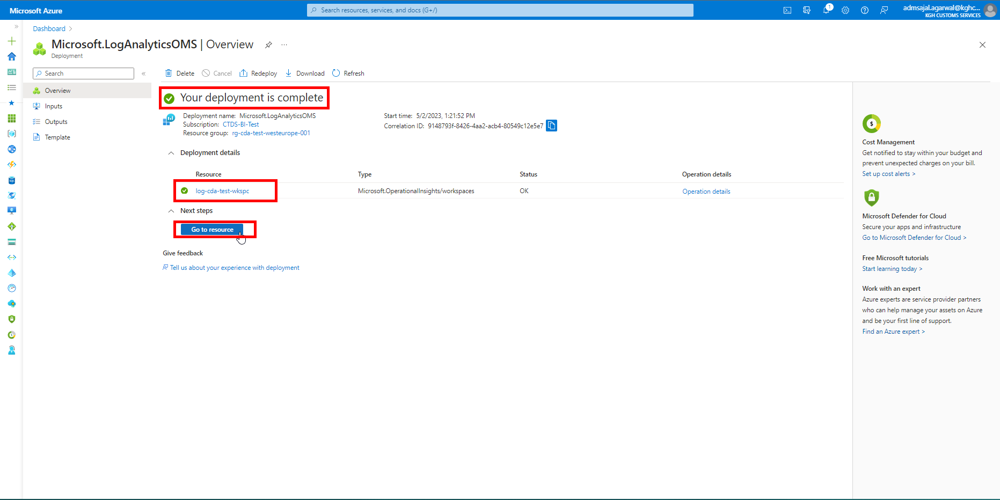 Microsoft Azure
Search resources, services, and docs (G+/)
1
admsajal.agarwal@kghc...
KGH CUSTOMS SERVICES
Dashboard >
Microsoft.LogAnalyticsOMS | Overview ...
Deployment
Search
«
Delete
Cancel
Redeploy
Download
Refresh
Overview
Inputs
Outputs
Template
Your deployment is complete
Deployment name: Microsoft.LogAnalyticsOMS
Subscription: CTDS-BI-Test
Resource group: rg-cda-test-westeurope-001
Start time: 5/2/2023, 1:21:52 PM
Correlation ID: 9148793f-8426-4aa2-acb4-80549c12e5e7
Deployment details
Resource Type Status Operation details
log-cda-test-wkspc Microsoft.OperationalInsights/workspaces OK Operation details
Next steps
Go to resource
Give feedback
Tell us about your experience with deployment
Cost Management
Get notified to stay within your budget and
prevent unexpected charges on your bill.
Set up cost alerts >
Microsoft Defender for Cloud
Secure your apps and infrastructure
Go to Microsoft Defender for Cloud >
Free Microsoft tutorials
Start learning today >
Work with an expert
Azure experts are service provider partners
who can help manage your assets on Azure
and be your first line of support.
Find an Azure expert >